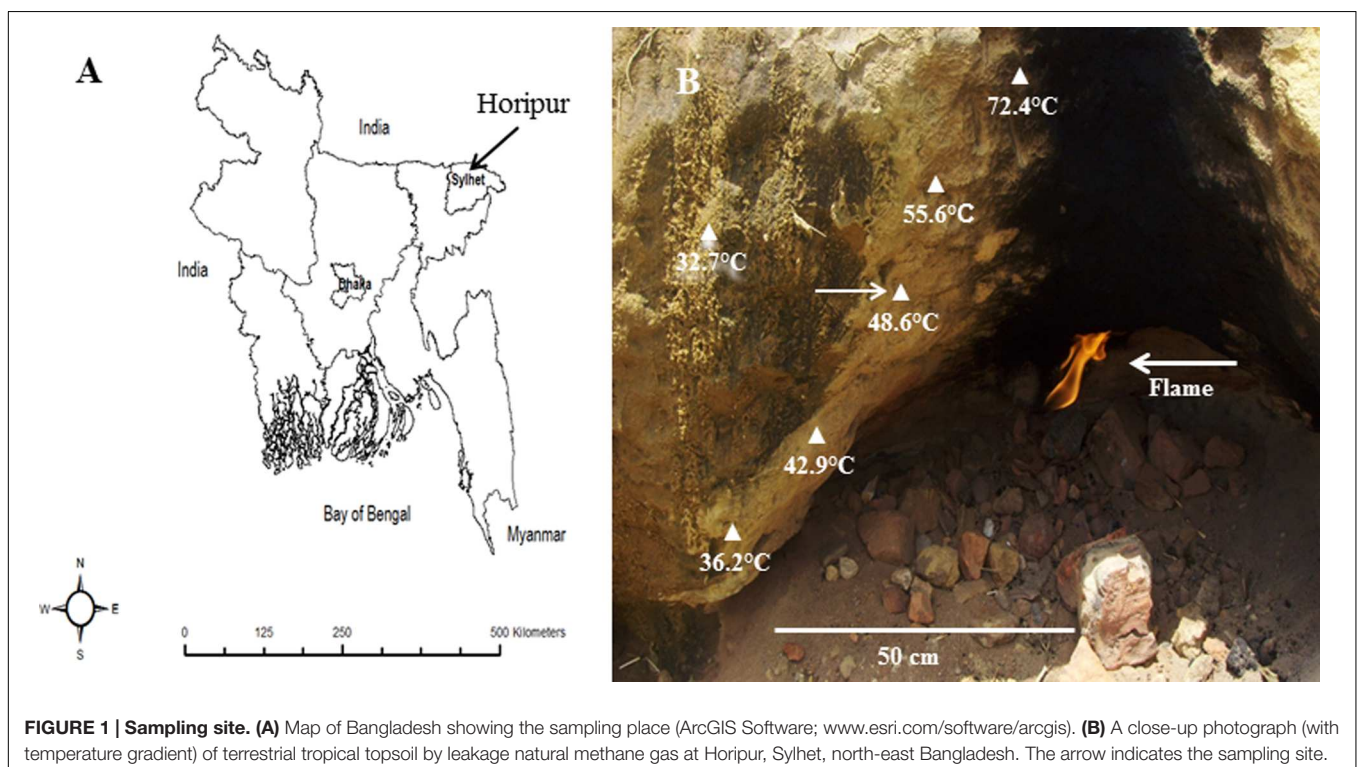 A
Horipur
India
Sylhet
India
Dhaka
Bay of Bengal
Myanmar
N
W E
S
0 125 250 500 Kilometers
B
72.4°C
55.6°C
32.7°C
48.6°C
Flame
42.9°C
36.2°C
50 cm
FIGURE 1 | Sampling site. (A) Map of Bangladesh showing the sampling place (ArcGIS Software; www.esri.com/software/arcgis). (B) A close-up photograph (with
temperature gradient) of terrestrial tropical topsoil by leakage natural methane gas at Horipur, Sylhet, north-east Bangladesh. The arrow indicates the sampling site.